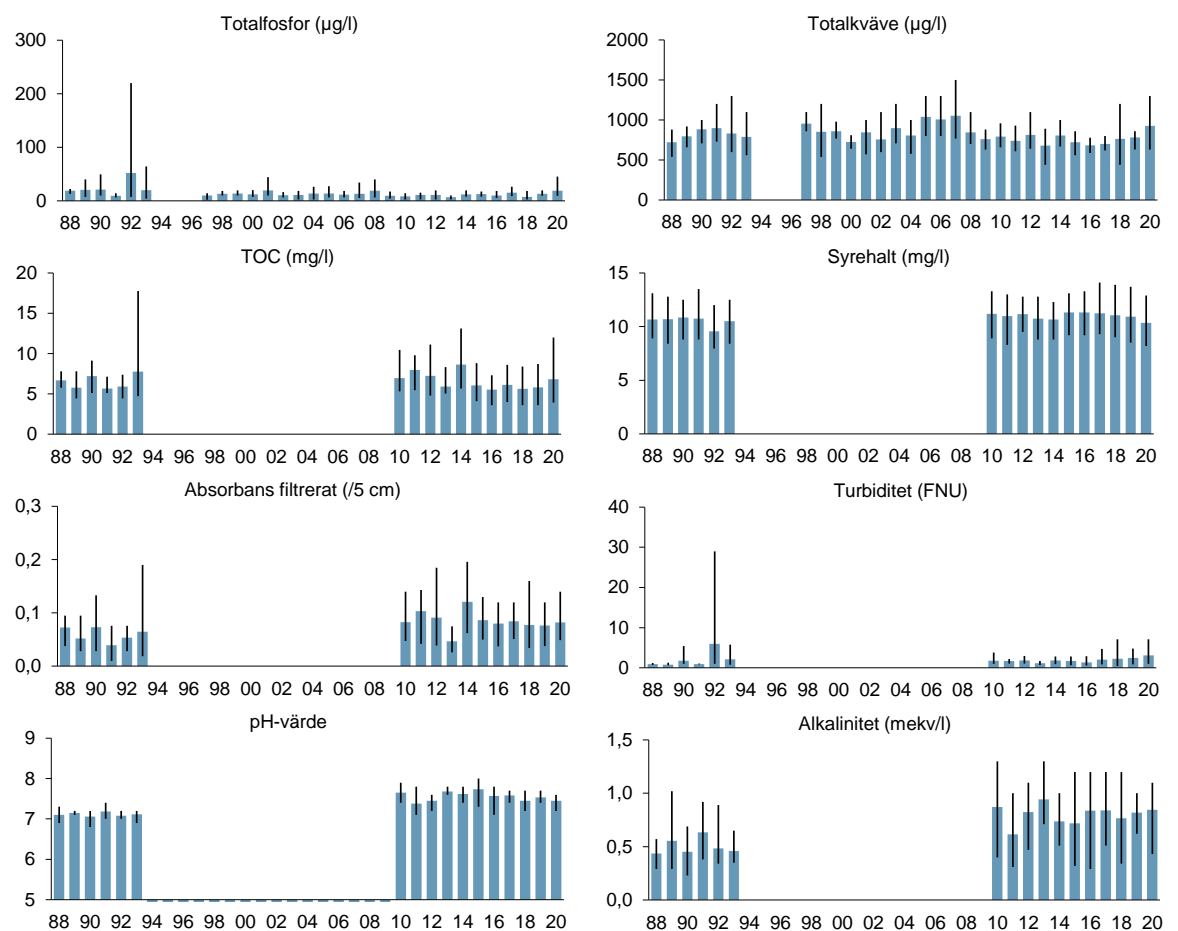 Totalfosfor (µg/l)
300
200
100
0
88 90 92 94 96 98 00 02 04 06 08 10 12 14 16 18 20
Totalkväve (µg/l)
2000
1500
1000
500
0
88 90 92 94 96 98 00 02 04 06 08 10 12 14 16 18 20
TOC (mg/l)
20
15
10
5
0
88 90 92 94 96 98 00 02 04 06 08 10 12 14 16 18 20
Syrehalt (mg/l)
15
10
5
0
88 90 92 94 96 98 00 02 04 06 08 10 12 14 16 18 20
Absorbans filtrerat (/5 cm)
0,3
0,2
0,1
0,0
88 90 92 94 96 98 00 02 04 06 08 10 12 14 16 18 20
Turbiditet (FNU)
40
30
20
10
0
88 90 92 94 96 98 00 02 04 06 08 10 12 14 16 18 20
pH-värde
9
8
7
6
5
88 90 92 94 96 98 00 02 04 06 08 10 12 14 16 18 20
Alkalinitet (mekv/l)
1,5
1,0
0,5
0,0
88 90 92 94 96 98 00 02 04 06 08 10 12 14 16 18 20